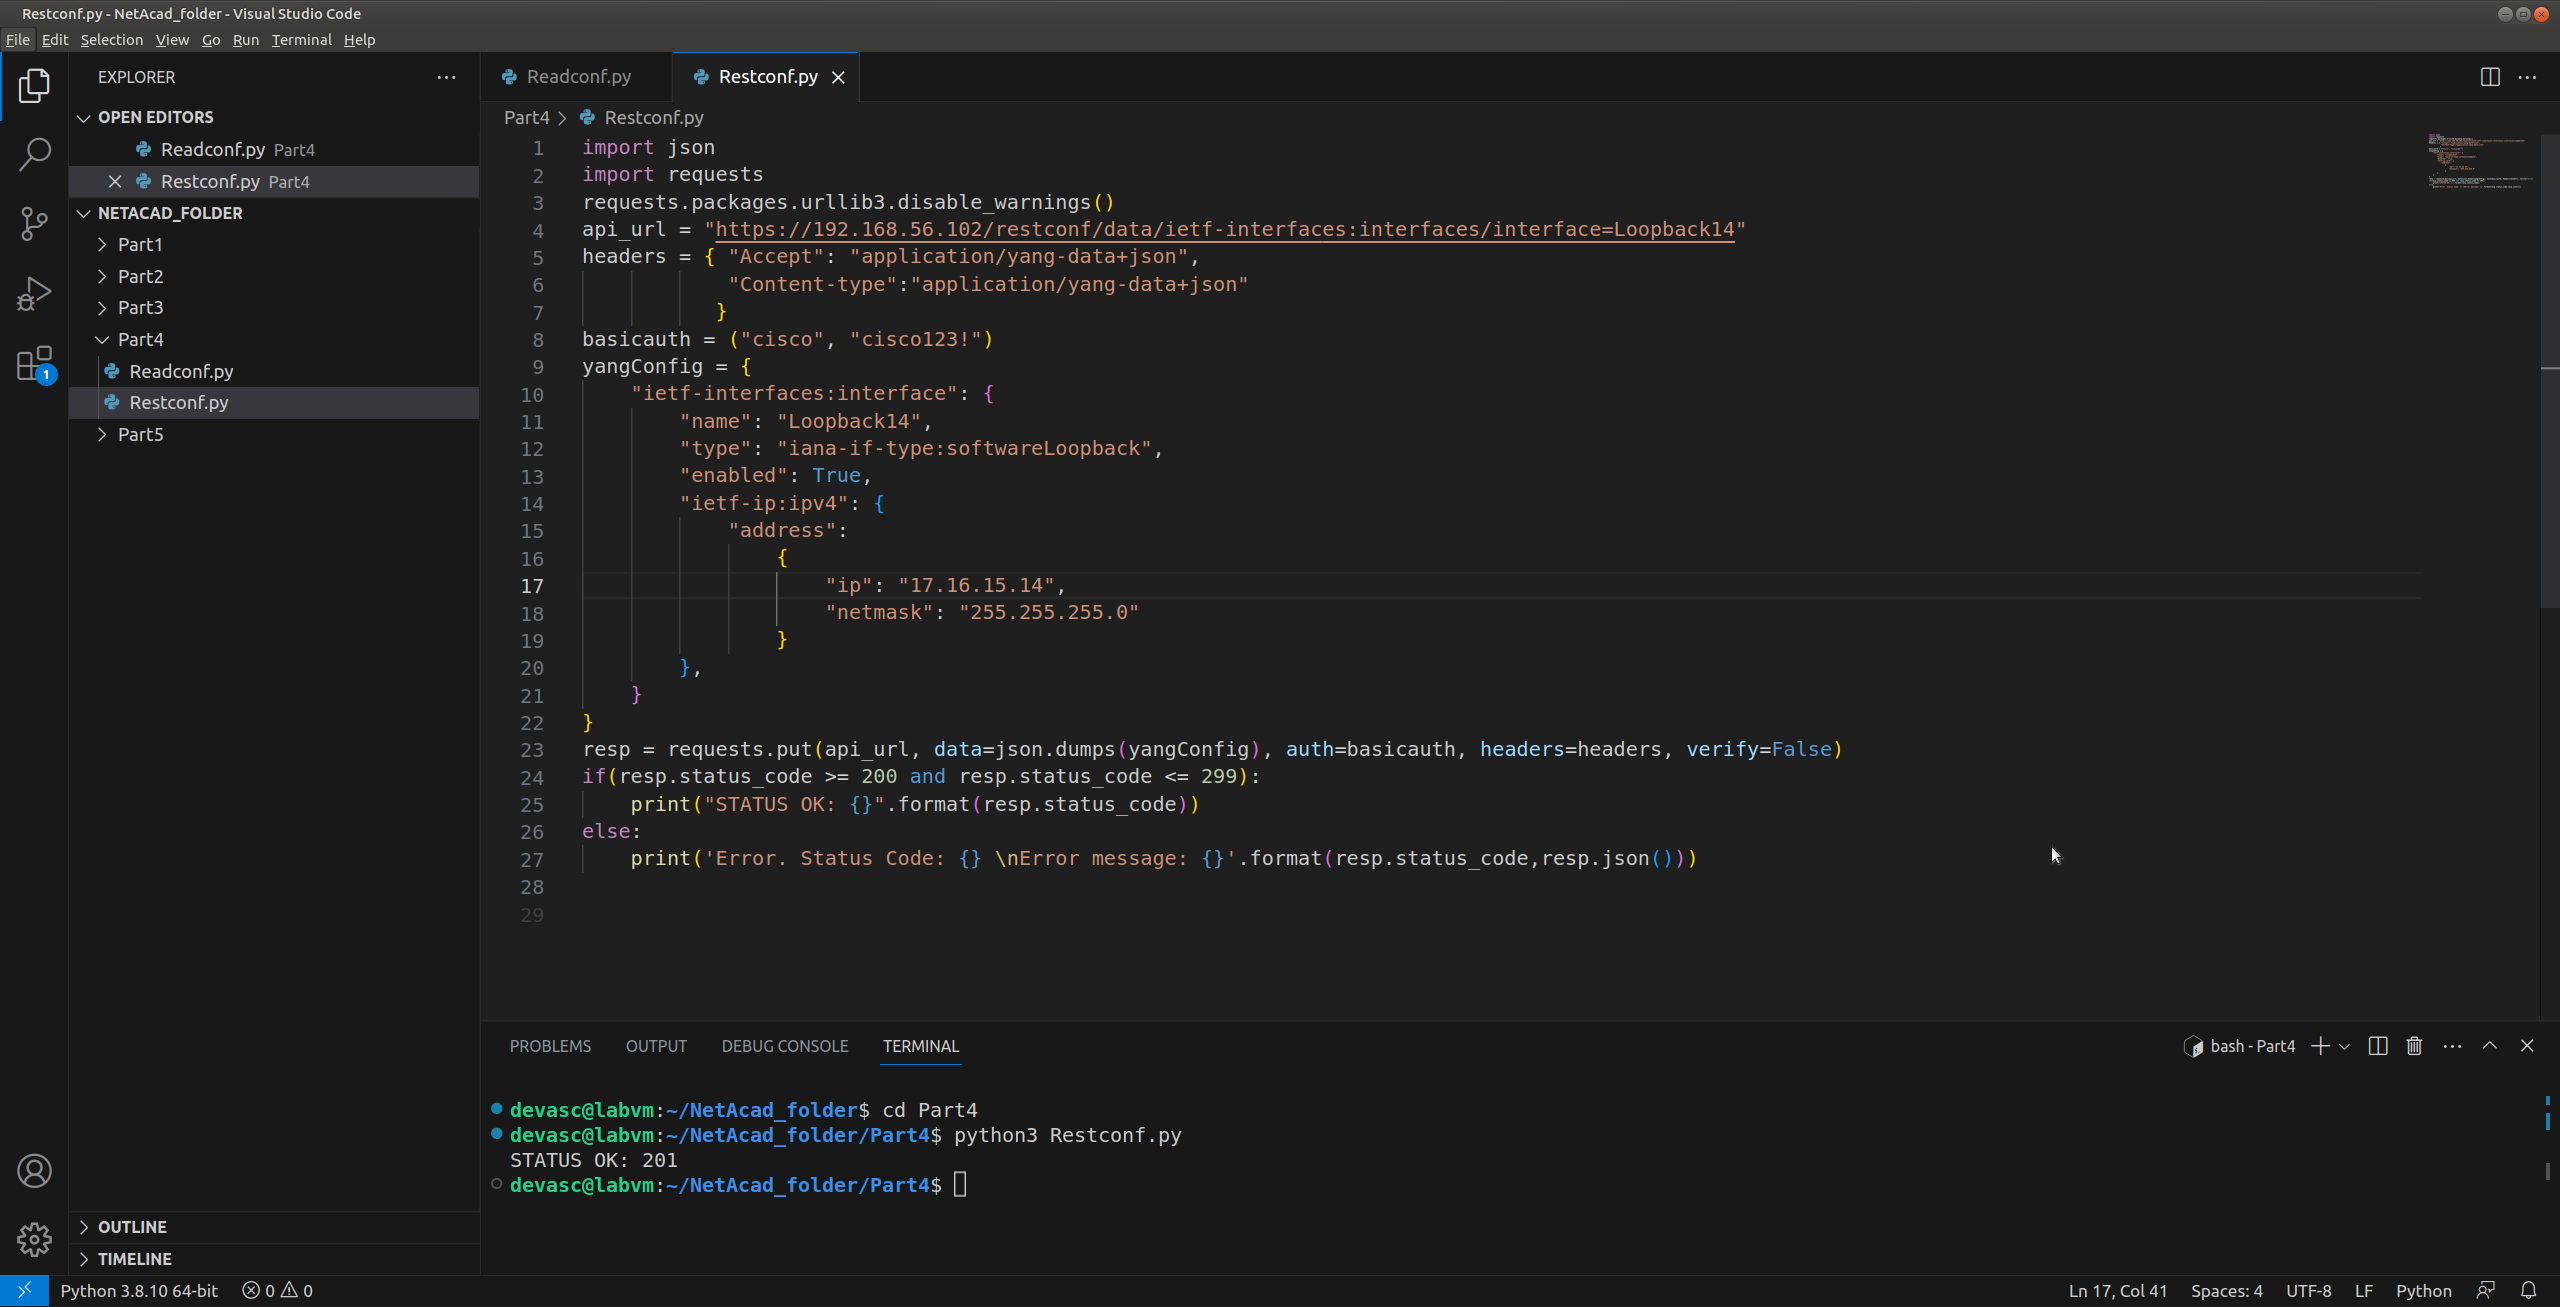 Restconf.py - NetAcad_folder - Visual Studio Code
File Edit Selection View Go Run Terminal Help
EXPLORER
OPEN EDITORS
Readconf.py Part4
Restconf.py Part4
NETACAD_FOLDER
Part1
Part2
Part3
Part4
Readconf.py
Restconf.py
Part5
OUTLINE
TIMELINE
1
Readconf.py Restconf.py
Part4 > Restconf.py
1 import json
2 import requests
3 requests.packages.urllib3.disable_warnings()
4 api_url = "https://192.168.56.102/restconf/data/ietf-interfaces:interfaces/interface=Loopback14"
5 headers = { "Accept": "application/yang-data+json",
6 "Content-type":"application/yang-data+json"
7 }
8 basicauth = ("cisco", "cisco123!")
9 yangConfig = {
10 "ietf-interfaces:interface": {
11 "name": "Loopback14",
12 "type": "iana-if-type:softwareLoopback",
13 "enabled": True,
14 "ietf-ip:ipv4": {
15 "address":
16 {
17 "ip": "17.16.15.14",
18 "netmask": "255.255.255.0"
19 }
20 },
21 }
22 }
23 resp = requests.put(api_url, data=json.dumps(yangConfig), auth=basicauth, headers=headers, verify=False)
24 if(resp.status_code >= 200 and resp.status_code <= 299):
25 print("STATUS OK: {}".format(resp.status_code))
26 else:
27 print('Error. Status Code: {} \nError message: {}'.format(resp.status_code,resp.json()))
28
29
PROBLEMS OUTPUT DEBUG CONSOLE TERMINAL
bash - Part4
devasc@labvm:~/NetAcad_folder$ cd Part4
devasc@labvm:~/NetAcad_folder/Part4$ python3 Restconf.py
STATUS OK: 201
devasc@labvm:~/NetAcad_folder/Part4$
Python 3.8.10 64-bit 0 0
Ln 17, Col 41 Spaces: 4 UTF-8 LF Python